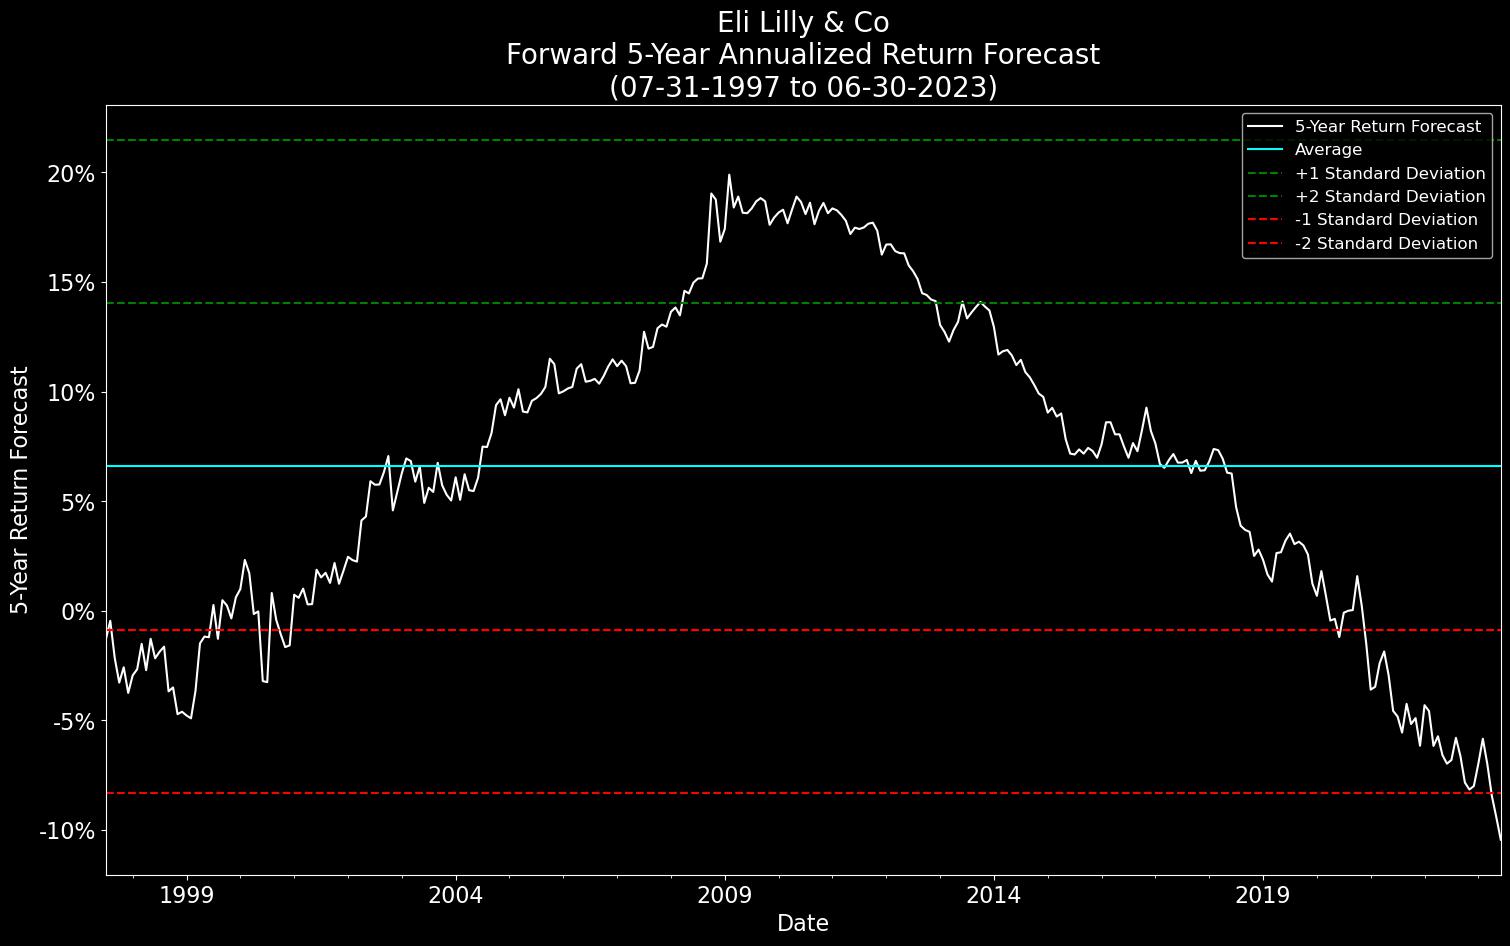 Eli Lilly & Co
Forward 5-Year Annualized Return Forecast
(07-31-1997 to 06-30-2023)
5-Year Return Forecast
Average
+1 Standard Deviation
+2 Standard Deviation
-1 Standard Deviation
-2 Standard Deviation
20%
15%
10%
5%
0%
-5%
-10%
5-Year Return Forecast
1999
2004
2009
2014
2019
Date